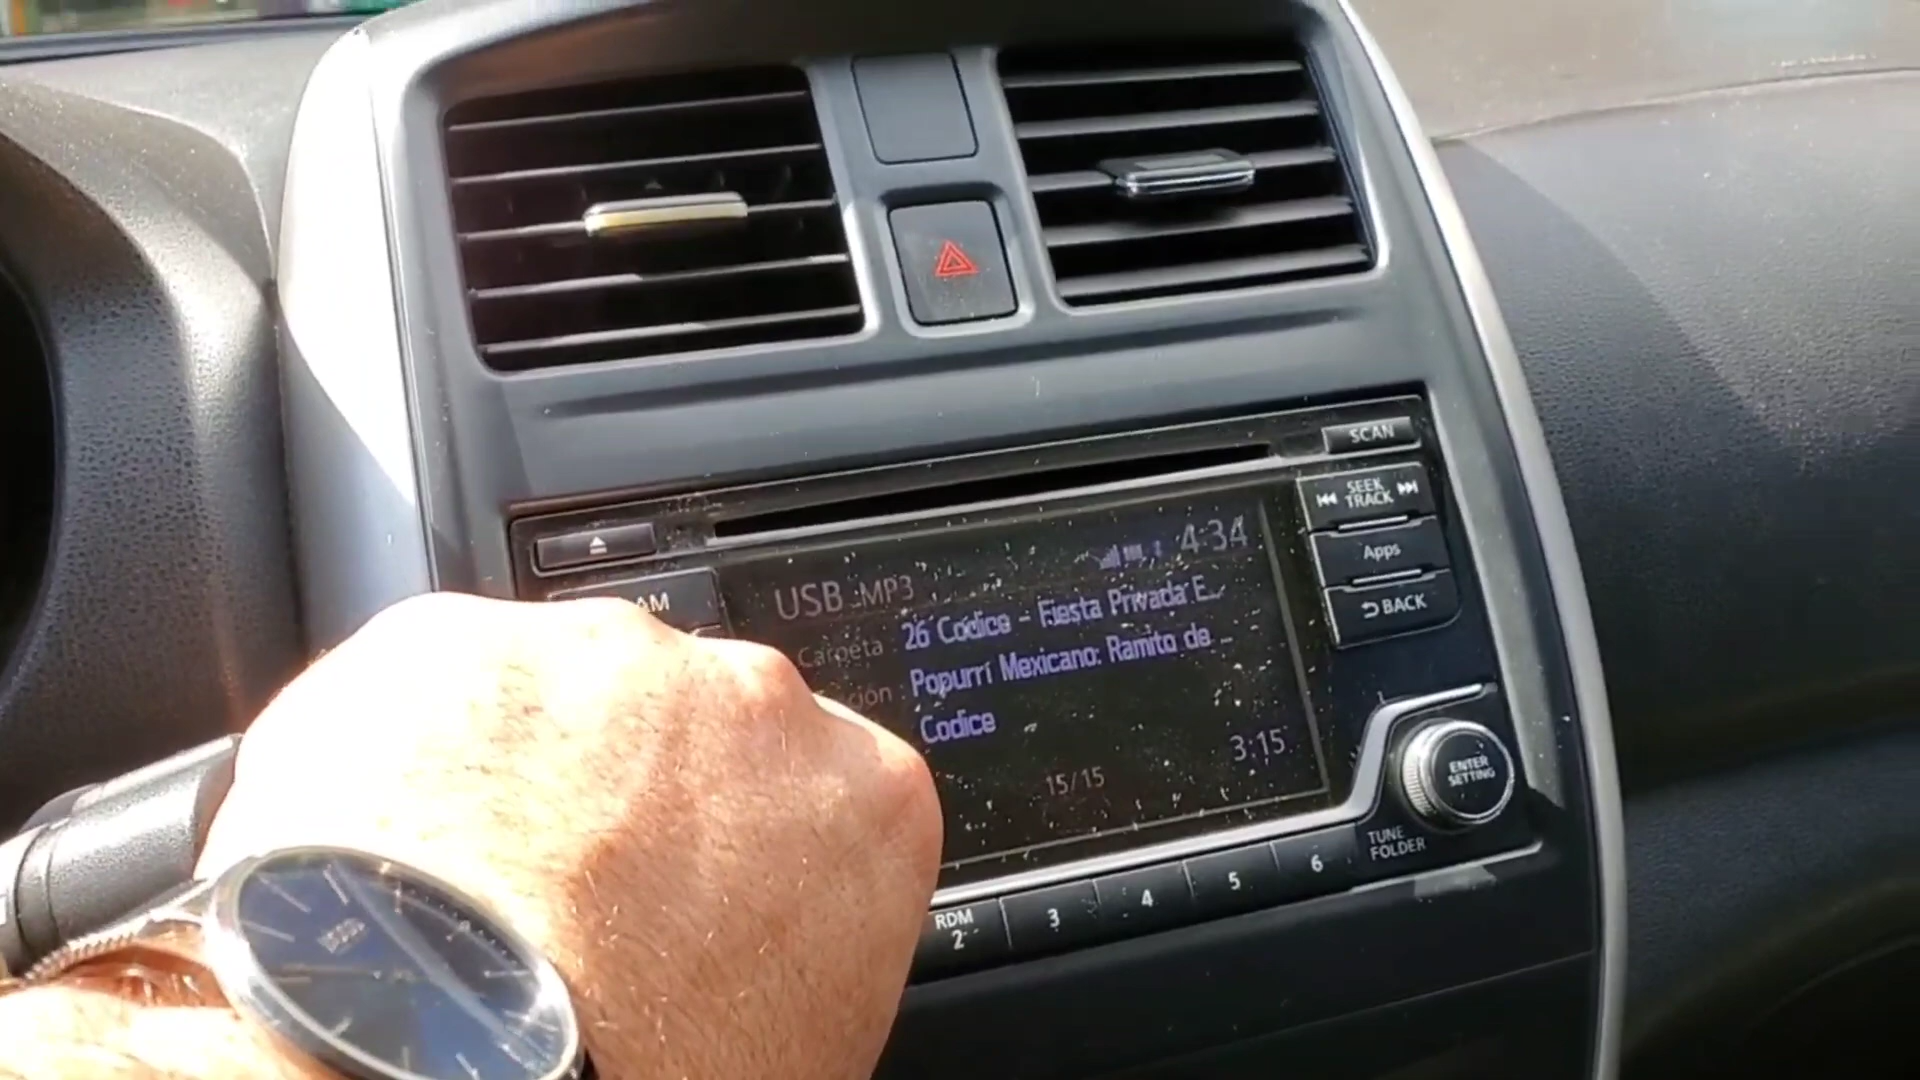 SCAN
SEEK
TRACK
Apps
BACK
AM
USB MP3 4:34
Carpeta : 26 Codice - Fiesta Privada E...
Popurrí Mexicano: Ramito de ...
Codice
3:15
15/15
ENTER
SETTING
TUNE
FOLDER
RDM
2 3 4 5 6